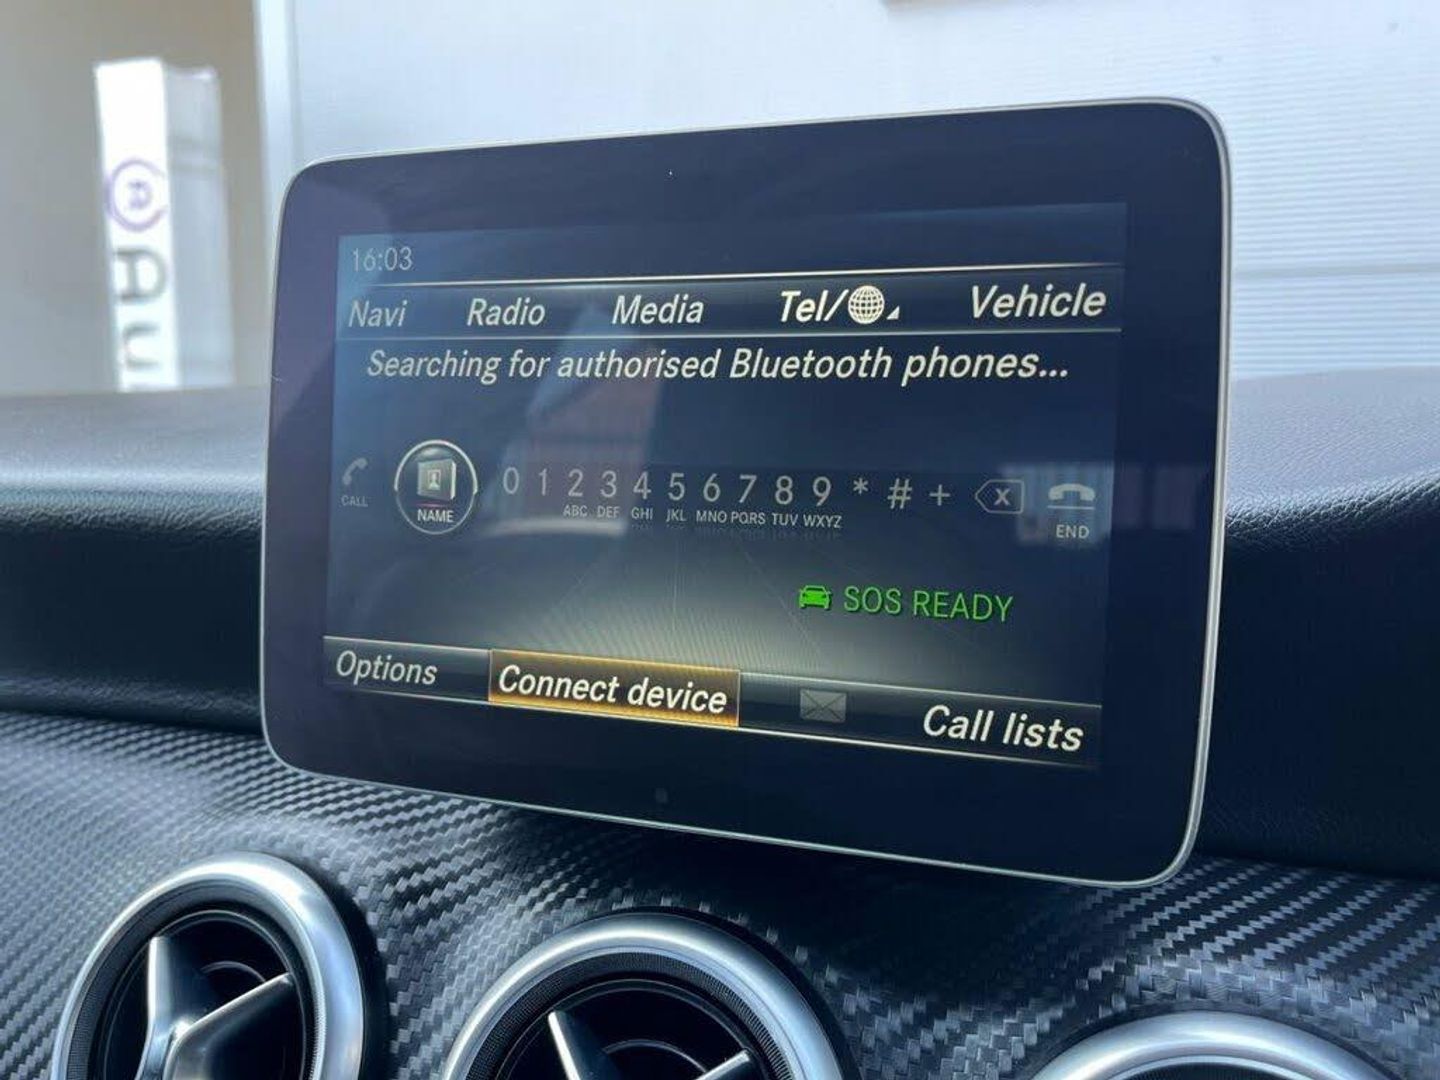 16:03
Navi Radio Media Tel/ Vehicle
Searching for authorised Bluetooth phones...
CALL NAME 0 1 2 3 4 5 6 7 8 9 * # + X END
ABC DEF GHI JKL MNO PQRS TUV WXYZ
SOS READY
Options Connect device Call lists